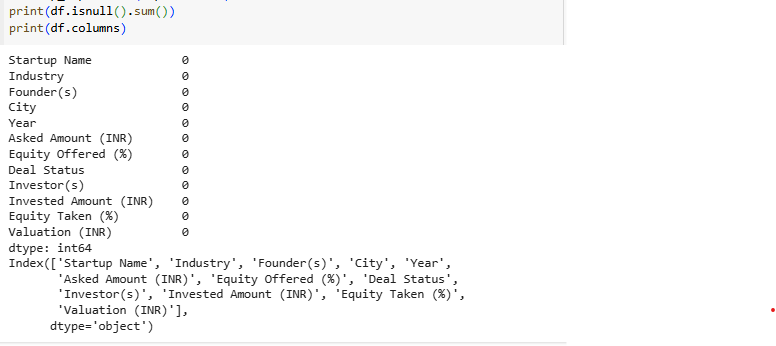 print(df.isnull().sum())
print(df.columns)
Startup Name 0
Industry 0
Founder(s) 0
City 0
Year 0
Asked Amount (INR) 0
Equity Offered (%) 0
Deal Status 0
Investor(s) 0
Invested Amount (INR) 0
Equity Taken (%) 0
Valuation (INR) 0
dtype: int64
Index(['Startup Name', 'Industry', 'Founder(s)', 'City', 'Year',
'Asked Amount (INR)', 'Equity Offered (%)', 'Deal Status',
'Investor(s)', 'Invested Amount (INR)', 'Equity Taken (%)',
'Valuation (INR)'],
dtype='object')